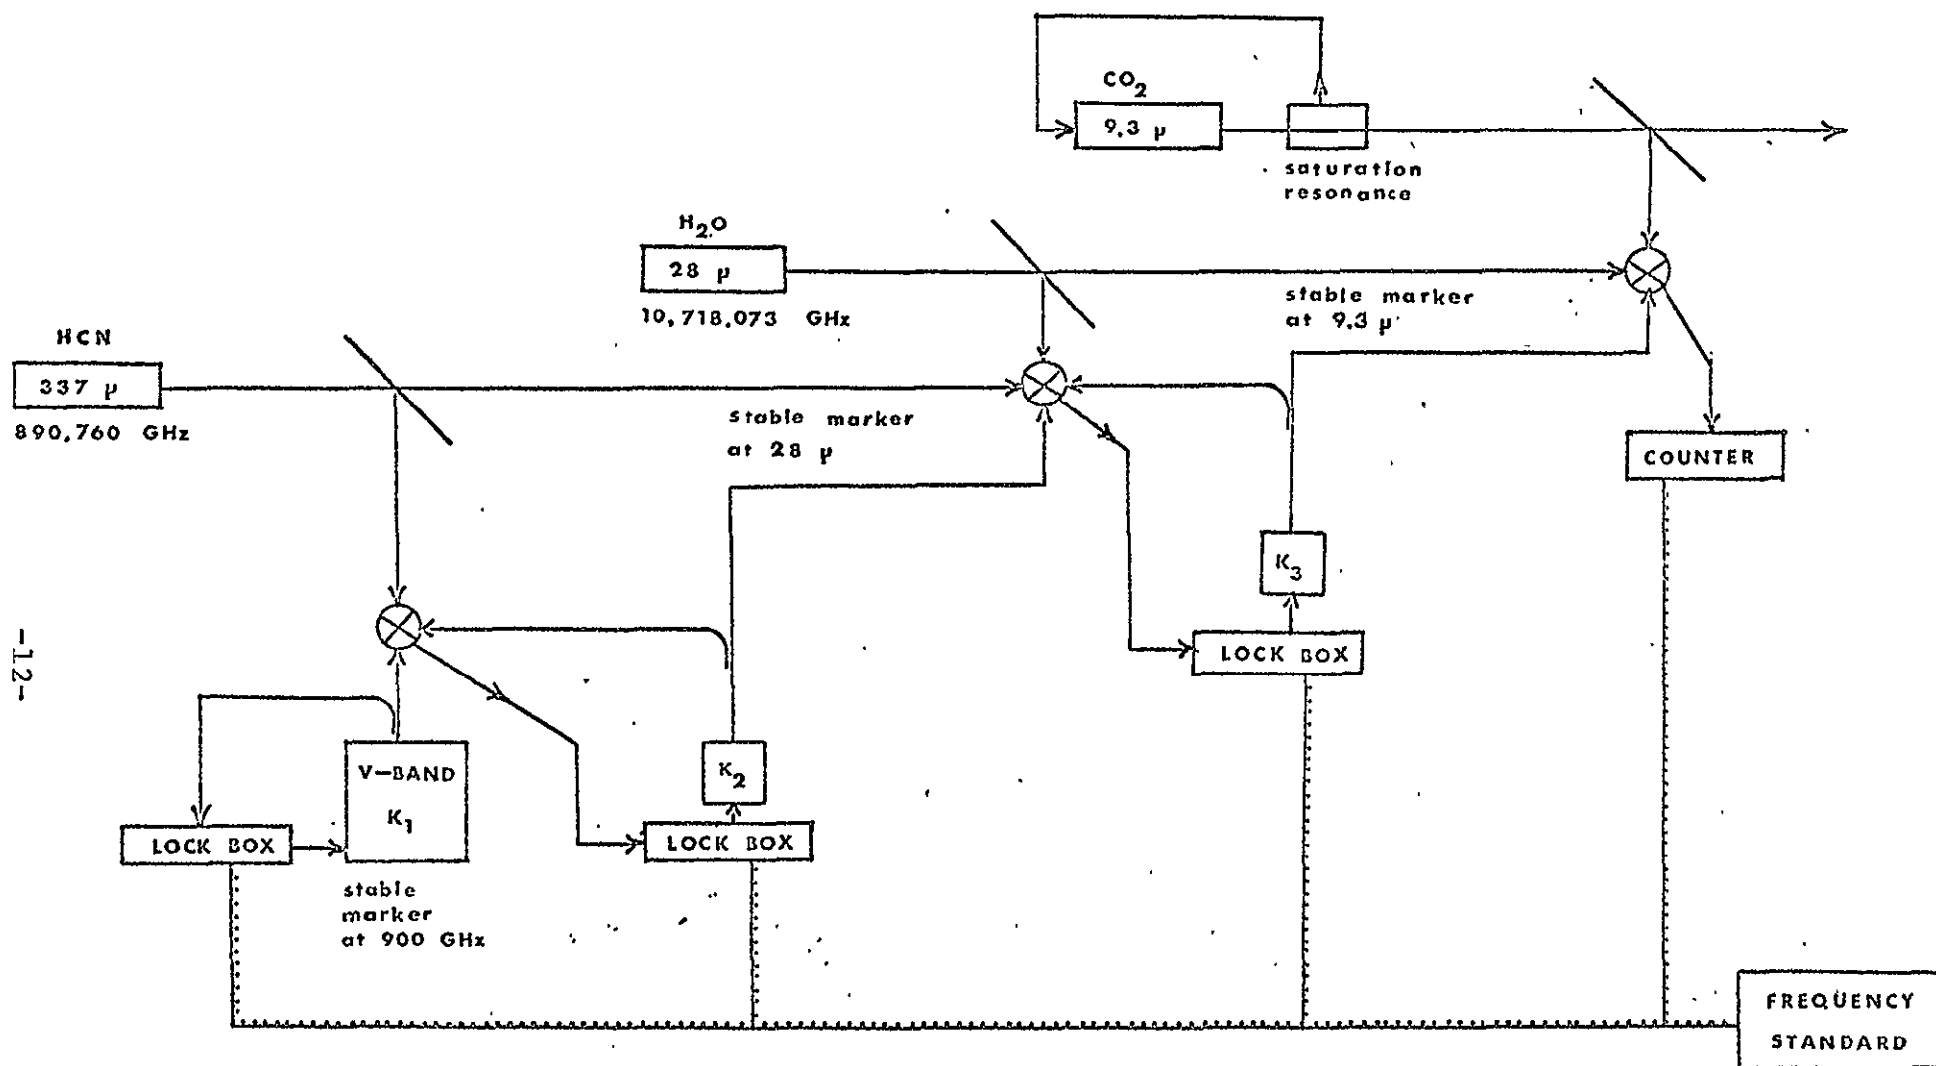 CO2
9.3 μ
saturation
resonance
H2O
28 μ
10,718.073 GHz
stable marker
at 9.3 μ
HCN
337 μ
890.760 GHz
stable marker
at 28 μ
COUNTER
K3
LOCK BOX
-12-
V-BAND
K1
K2
LOCK BOX
LOCK BOX
stable
marker
at 900 GHz
FREQUENCY
STANDARD